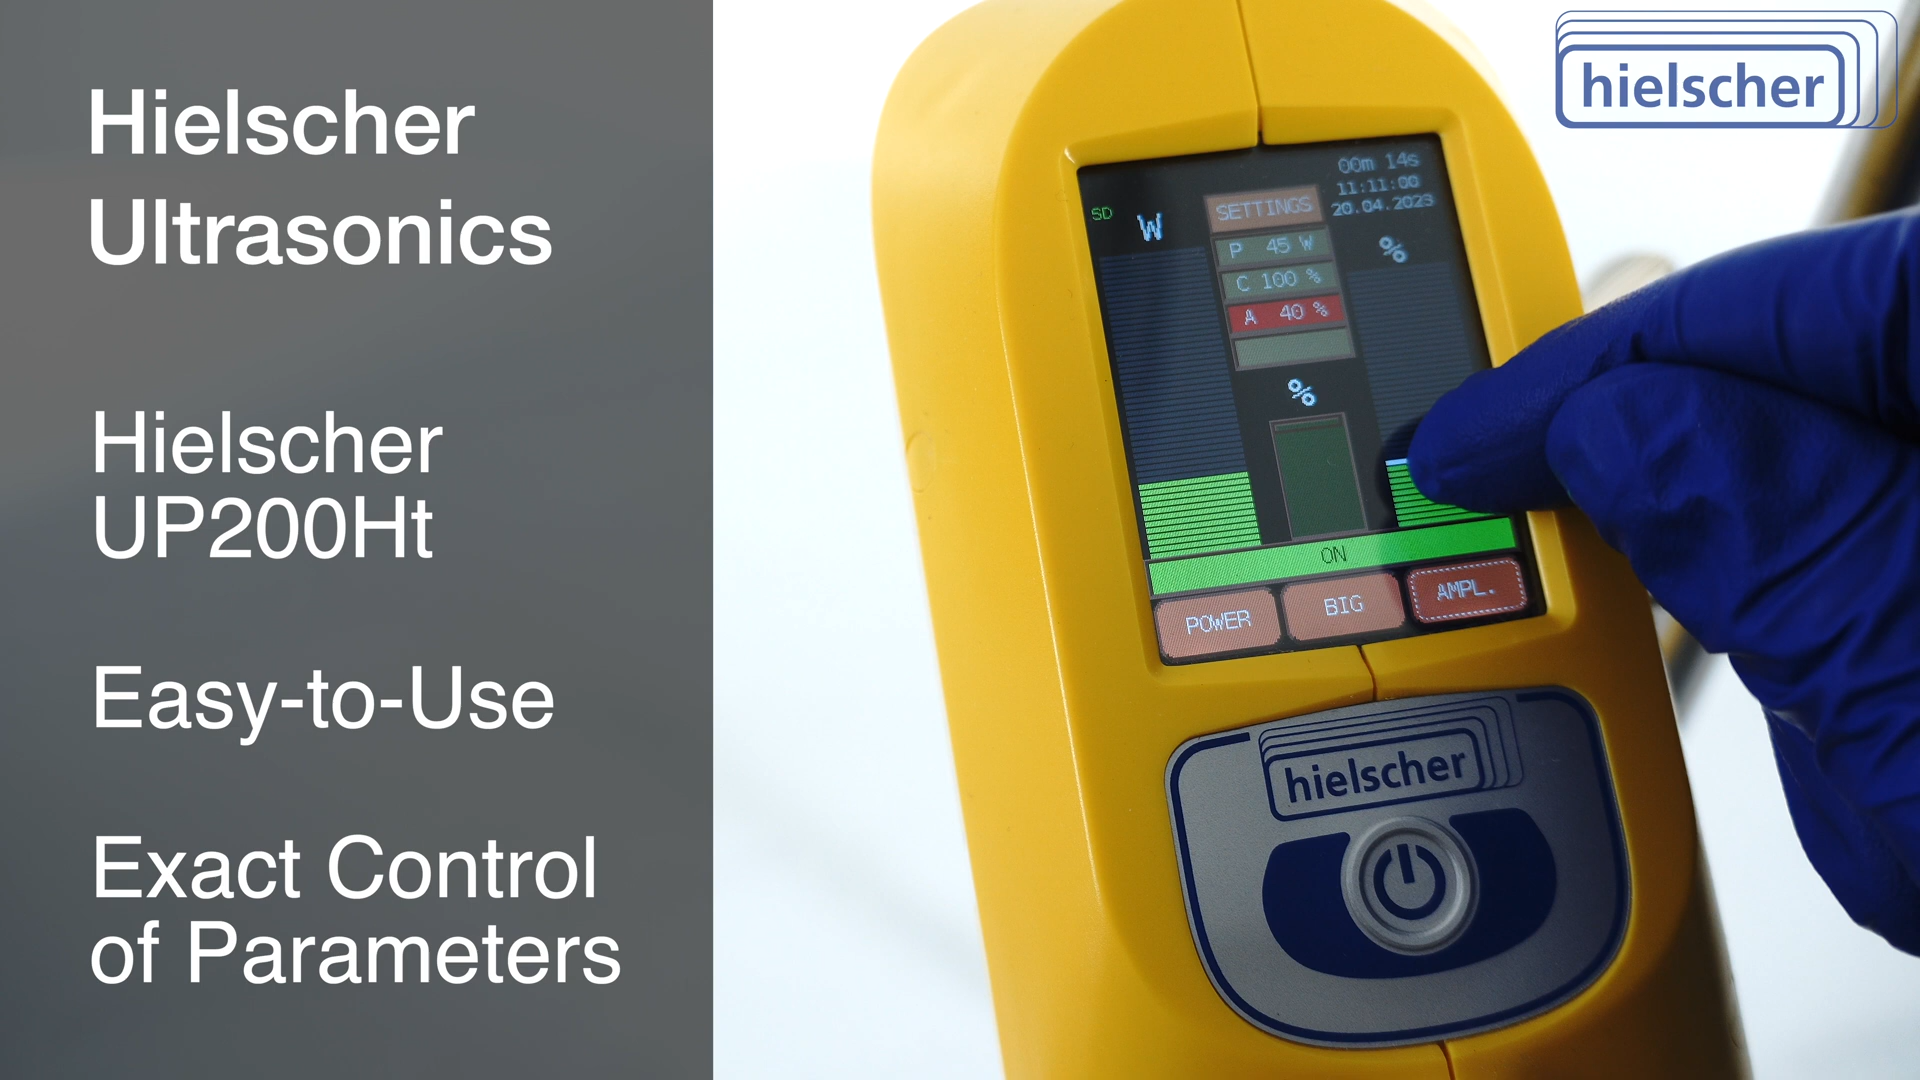 Hielscher
Ultrasonics
Hielscher
UP200Ht
Easy-to-Use
Exact Control
of Parameters
hielscher
00m 14s
11:11:00
20.04.2023
SD
W
SETTINGS
%
P 45 W
C 100 %
A 40 %
%
ON
POWER
BIG
AMPL.
hielscher